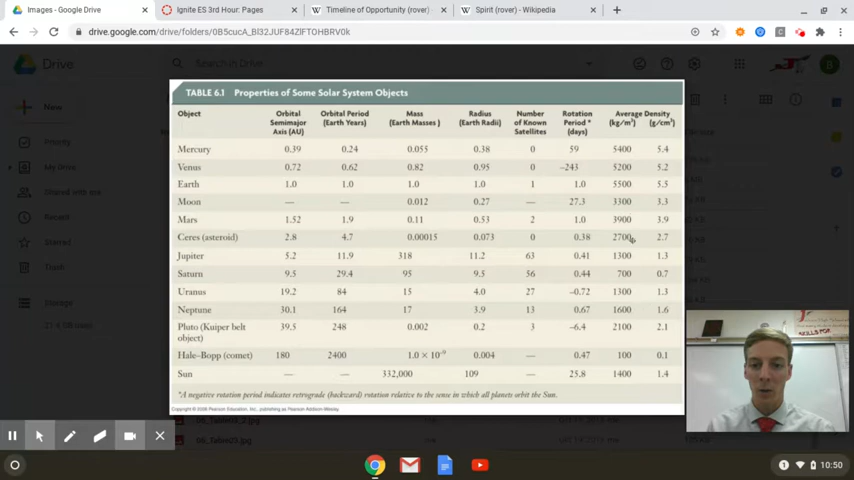 Images - Google Drive
Ignite ES 3rd Hour: Pages
Timeline of Opportunity (rover) -
Spirit (rover) - Wikipedia
drive.google.com/drive/folders/0B5cucA_Bl32JUF84ZlFTOHBRV0k
Drive
Search in Drive
New
Priority
My Drive
Shared with me
Recent
Starred
Trash
Storage
TABLE 6.1 Properties of Some Solar System Objects
Object
Orbital Semimajor Axis (AU)
Orbital Period (Earth Years)
Mass (Earth Masses)
Radius (Earth Radii)
Number of Known Satellites
Rotation Period * (days)
Average Density (kg/m³) (g/cm³)
Mercury 0.39 0.24 0.055 0.38 0 59 5400 5.4
Venus 0.72 0.62 0.82 0.95 0 −243 5200 5.2
Earth 1.0 1.0 1.0 1.0 1 1.0 5500 5.5
Moon — — 0.012 0.27 — 27.3 3300 3.3
Mars 1.52 1.9 0.11 0.53 2 1.0 3900 3.9
Ceres (asteroid) 2.8 4.7 0.00015 0.073 0 0.38 2700 2.7
Jupiter 5.2 11.9 318 11.2 63 0.41 1300 1.3
Saturn 9.5 29.4 95 9.5 56 0.44 700 0.7
Uranus 19.2 84 15 4.0 27 −0.72 1300 1.3
Neptune 30.1 164 17 3.9 13 0.67 1600 1.6
Pluto (Kuiper belt 39.5 248 0.002 0.2 3 −6.4 2100 2.1
object)
Hale–Bopp (comet) 180 2400 1.0 × 10⁻⁹ 0.004 — 0.47 100 0.1
Sun — — 332,000 109 — 25.8 1400 1.4
*A negative rotation period indicates retrograde (backward) rotation relative to the sense in which all planets orbit the Sun.
Copyright © 2008 Pearson Education, Inc., publishing as Pearson Addison-Wesley.
10:50